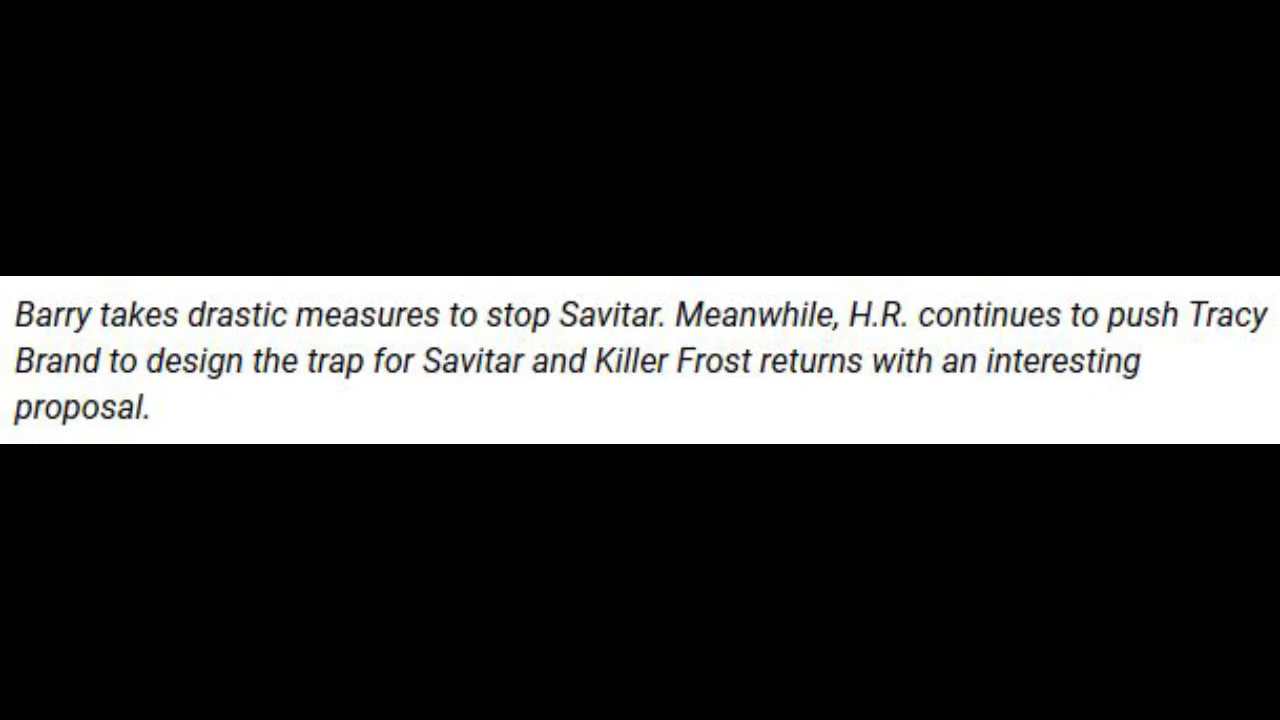 Barry takes drastic measures to stop Savitar. Meanwhile, H.R. continues to push Tracy
Brand to design the trap for Savitar and Killer Frost returns with an interesting
proposal.